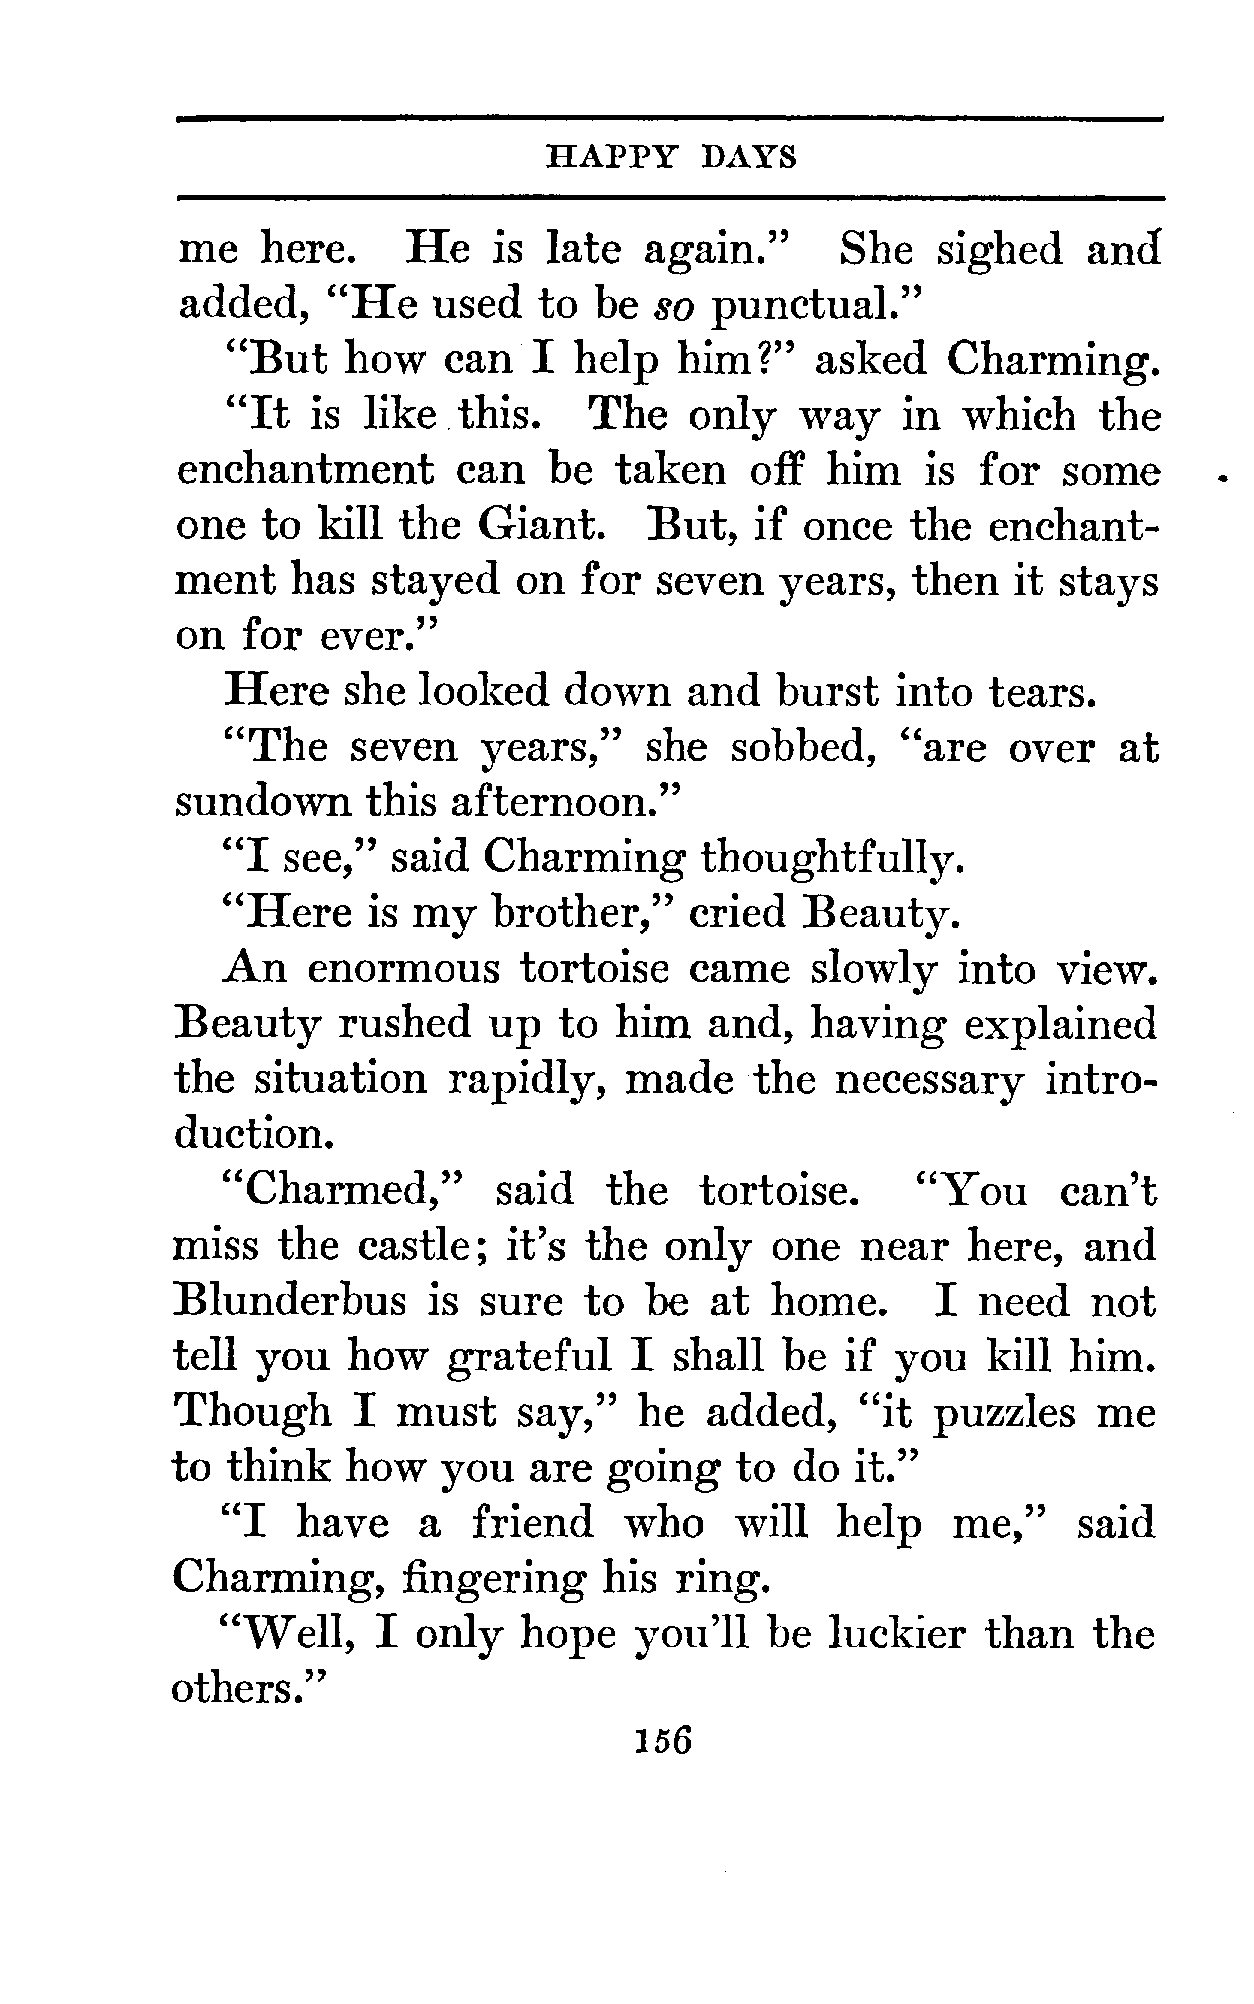 HAPPY DAYS
me here. He is late again." She sighed and
added, "He used to be so punctual."
"But how can I help him?" asked Charming.
"It is like this. The only way in which the
enchantment can be taken off him is for some
one to kill the Giant. But, if once the enchant-
ment has stayed on for seven years, then it stays
on for ever."
Here she looked down and burst into tears.
"The seven years," she sobbed, "are over at
sundown this afternoon."
"I see," said Charming thoughtfully.
"Here is my brother," cried Beauty.
An enormous tortoise came slowly into view.
Beauty rushed up to him and, having explained
the situation rapidly, made the necessary intro-
duction.
"Charmed," said the tortoise. "You can't
miss the castle; it's the only one near here, and
Blunderbus is sure to be at home. I need not
tell you how grateful I shall be if you kill him.
Though I must say," he added, "it puzzles me
to think how you are going to do it."
"I have a friend who will help me," said
Charming, fingering his ring.
"Well, I only hope you'll be luckier than the
others."
156